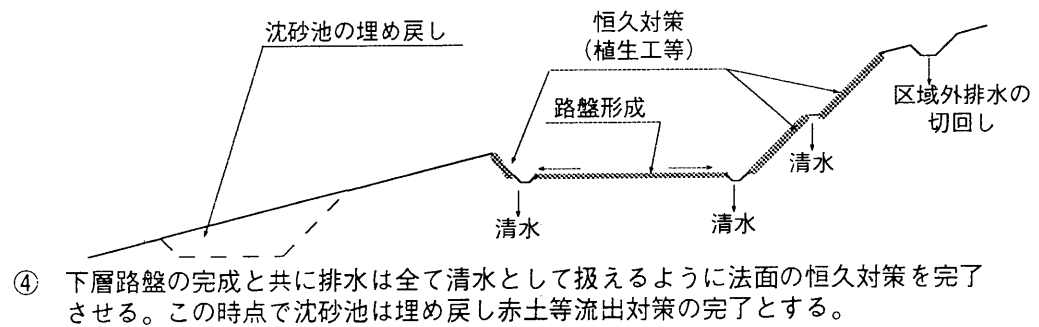 沈砂池の埋め戻し
恒久対策
(植生工等)
区域外排水の
切回し
路盤形成
清水
清水
清水
④ 下層路盤の完成と共に排水は全て清水として扱えるように法面の恒久対策を完了
させる。この時点で沈砂池は埋め戻し赤土等流出対策の完了とする。